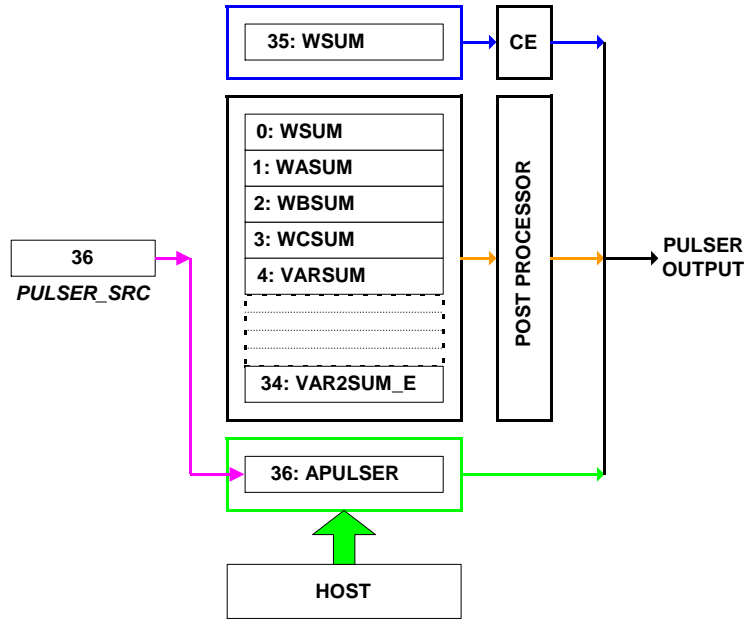 35: WSUM
CE
0: WSUM
1: WASUM
2: WBSUM
3: WCSUM
4: VARSUM
34: VAR2SUM_E
POST PROCESSOR
36
PULSER_SRC
PULSER
OUTPUT
36: APULSER
HOST